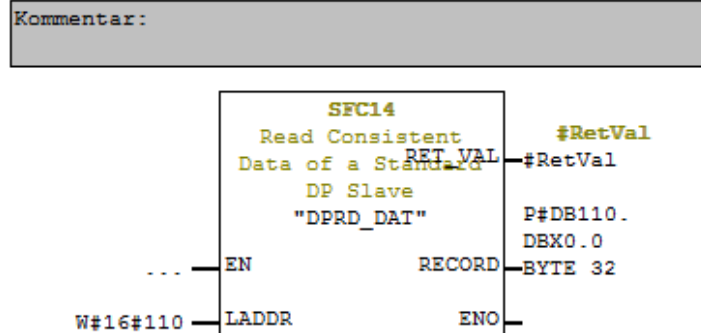 Kommentar:
SFC14
Read Consistent
Data of a Standard
DP Slave
"DPRD_DAT"
RET_VAL
#RetVal
#RetVal
P#DB110.
DBX0.0
BYTE 32
... EN
RECORD
W#16#110
LADDR
ENO